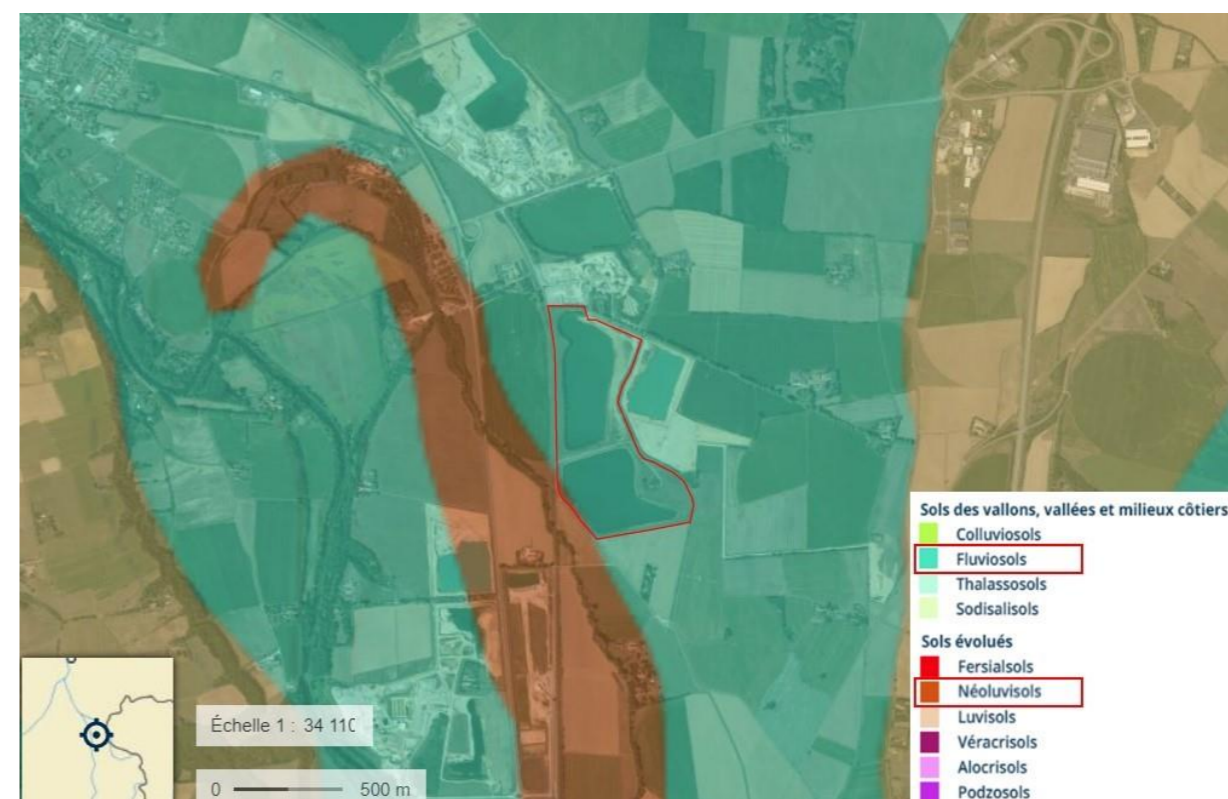 Sols des vallons, vallées et milieux côtiers
Colluviosols
Fluviosols
Thalassosols
Sodisalisols
Sols évolués
Fersialsols
Néoluvisols
Luvisols
Véracrisols
Alocrisols
Podzosols
Échelle 1 : 34 110
0 500 m